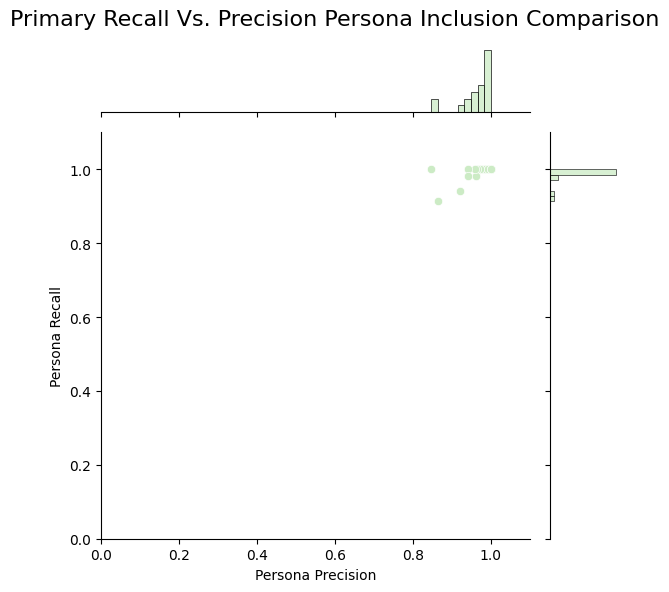 Primary Recall Vs. Precision Persona Inclusion Comparison
1.0
0.8
0.6
0.4
0.2
0.0
Persona Recall
0.0 0.2 0.4 0.6 0.8 1.0
Persona Precision